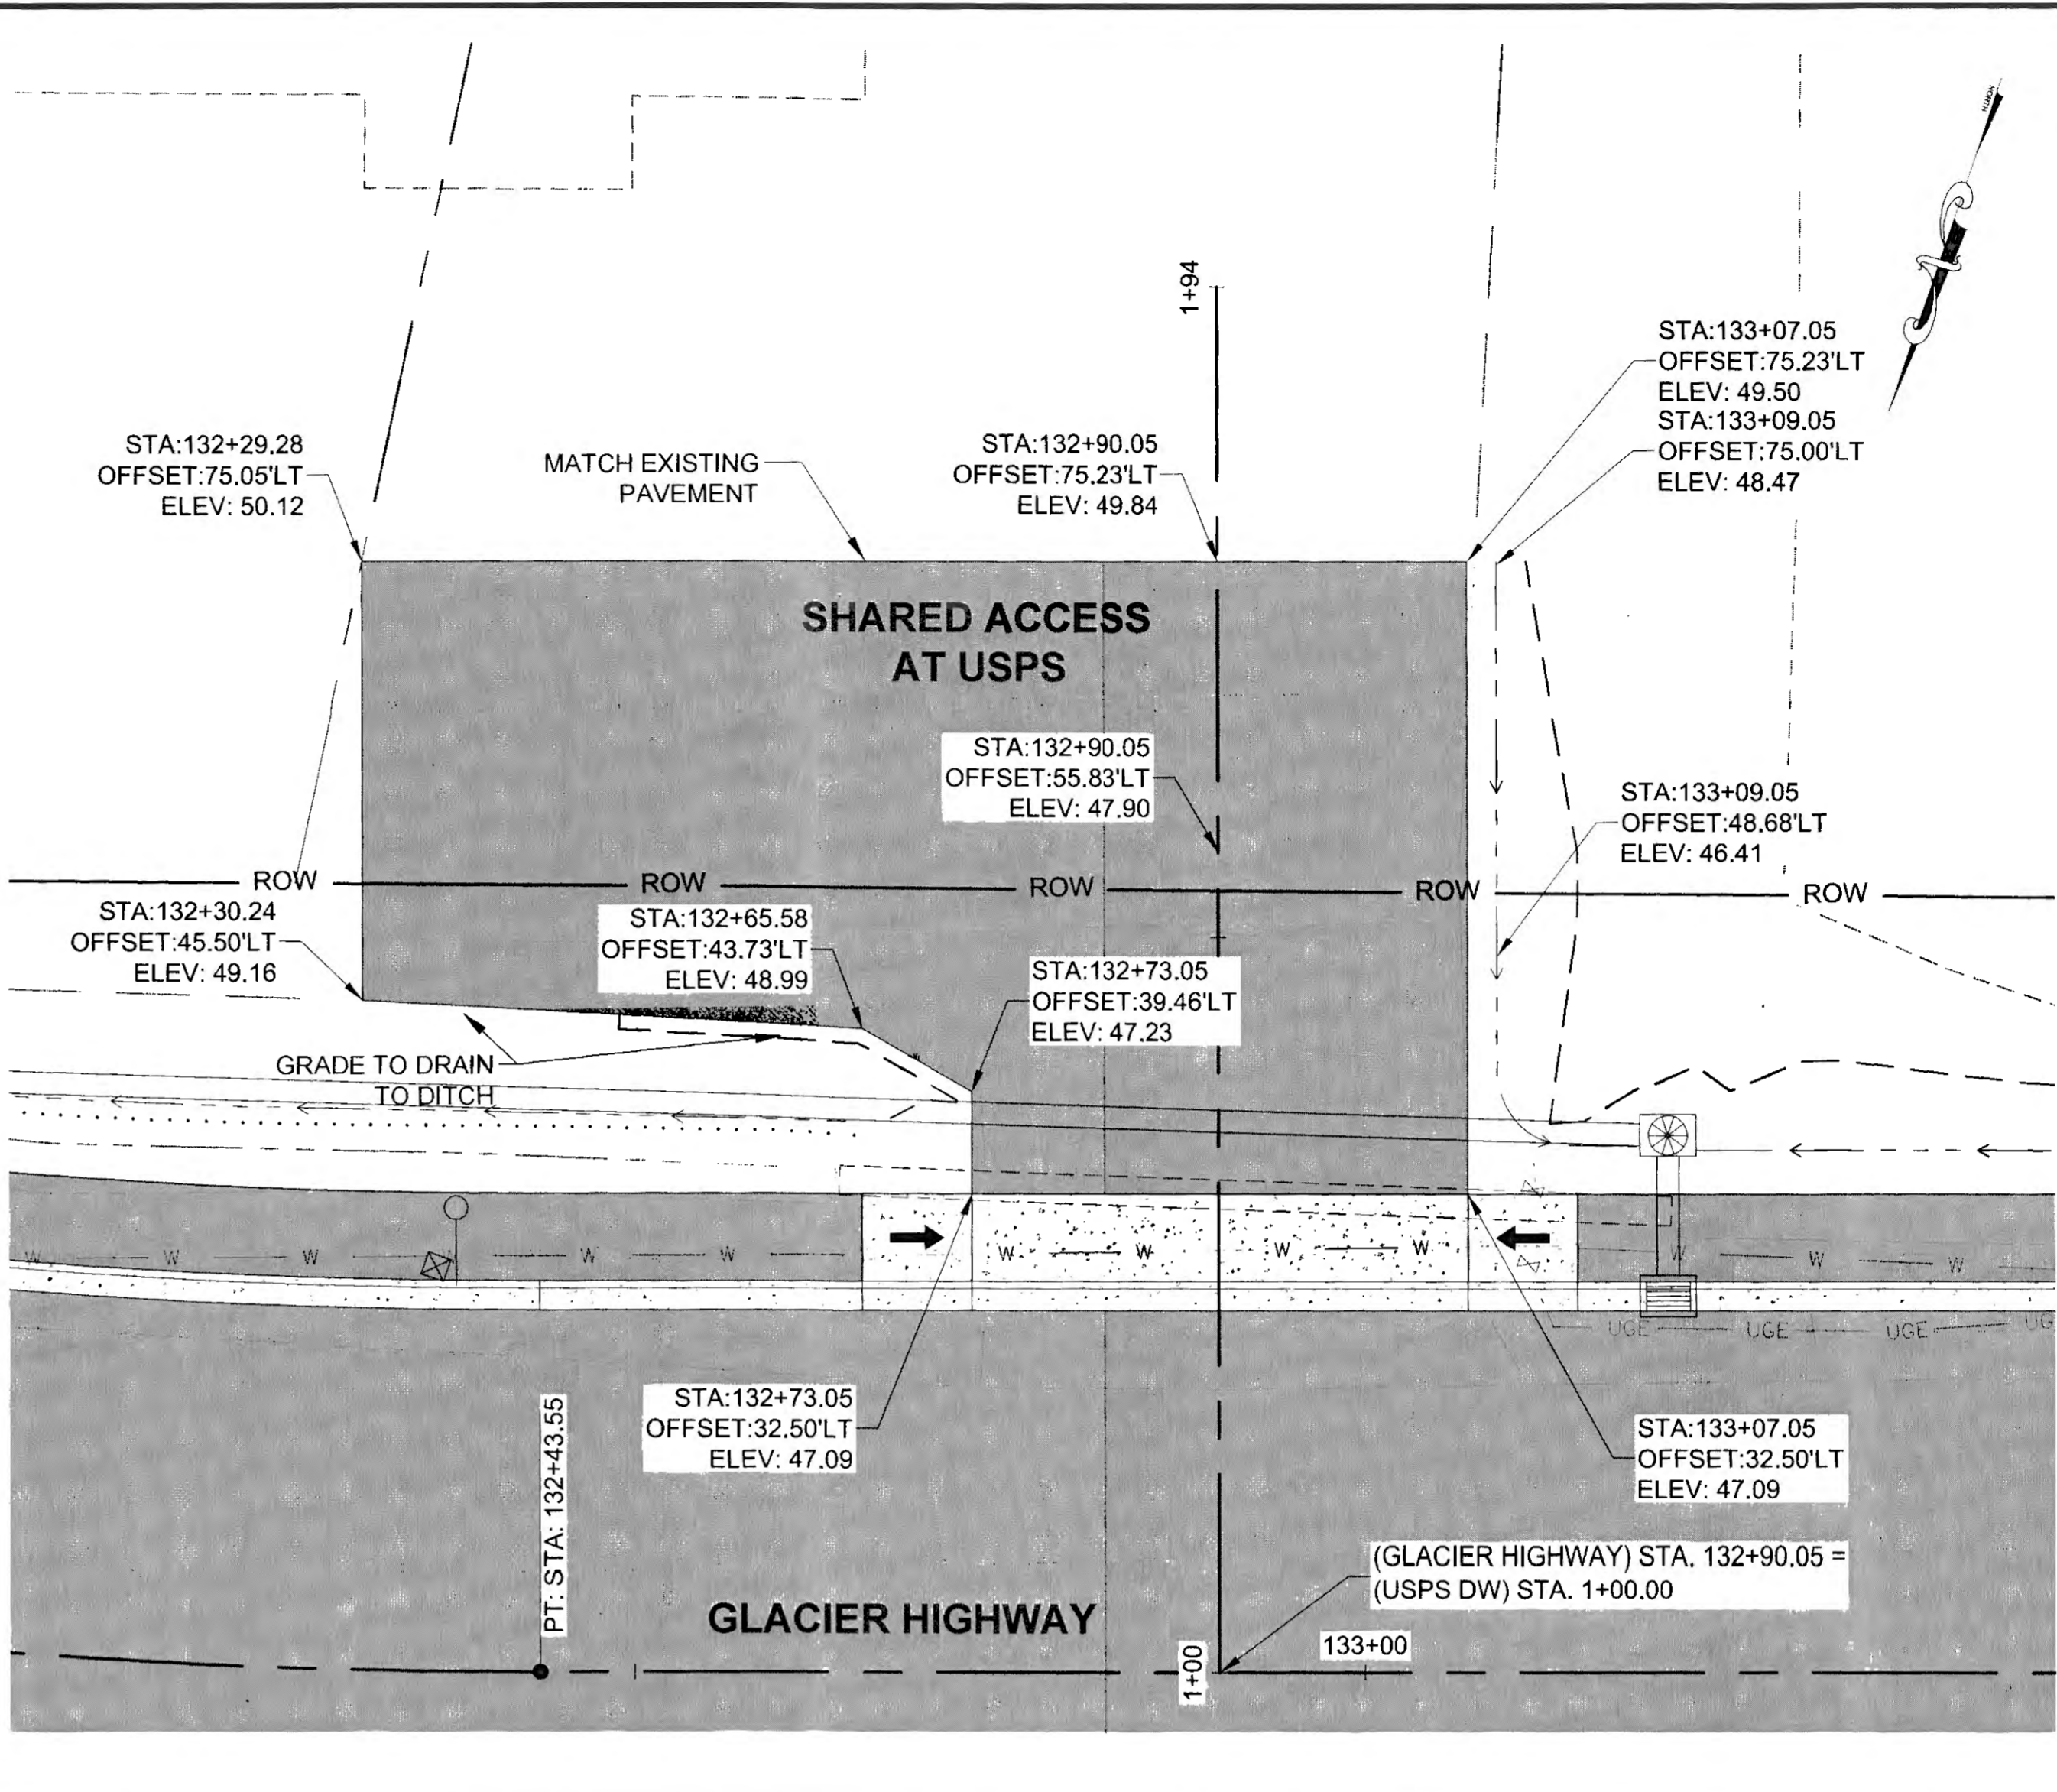 NORTH
1+94
STA:133+07.05
OFFSET:75.23'LT
ELEV: 49.50
STA:133+09.05
OFFSET:75.00'LT
ELEV: 48.47
STA:132+29.28
OFFSET:75.05'LT
ELEV: 50.12
MATCH EXISTING
PAVEMENT
STA:132+90.05
OFFSET:75.23'LT
ELEV: 49.84
SHARED ACCESS
AT USPS
STA:132+90.05
OFFSET:55.83'LT
ELEV: 47.90
STA:133+09.05
OFFSET:48.68'LT
ELEV: 46.41
ROW ROW ROW ROW ROW
STA:132+30.24
OFFSET:45.50'LT
ELEV: 49.16
STA:132+65.58
OFFSET:43.73'LT
ELEV: 48.99
STA:132+73.05
OFFSET:39.46'LT
ELEV: 47.23
GRADE TO DRAIN
TO DITCH
W W W W W W W W W W W W
UGE UGE UGE UG
STA:132+73.05
OFFSET:32.50'LT
ELEV: 47.09
PT: STA: 132+43.55
STA:133+07.05
OFFSET:32.50'LT
ELEV: 47.09
(GLACIER HIGHWAY) STA. 132+90.05 =
(USPS DW) STA. 1+00.00
GLACIER HIGHWAY
1+00
133+00